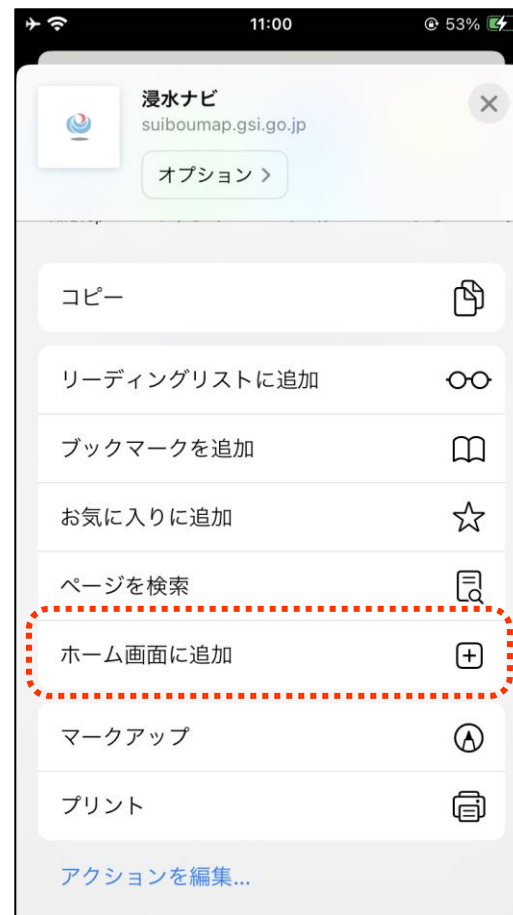 11:00
53%
浸水ナビ
suiboumap.gsi.go.jp
オプション
コピー
リーディングリストに追加
ブックマークを追加
お気に入りに追加
ページを検索
ホーム画面に追加
マークアップ
プリント
アクションを編集...